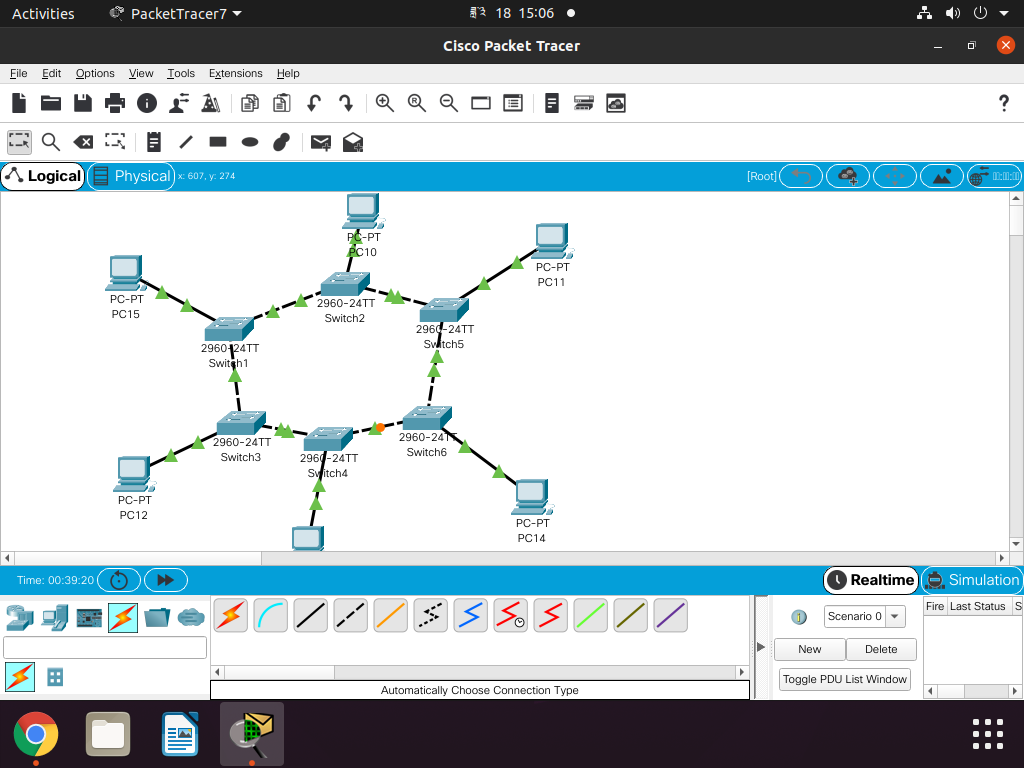 Activities
PacketTracer7
18 15:06
Cisco Packet Tracer
File Edit Options View Tools Extensions Help
?
Logical
Physical
x: 607, y: 274
[Root]
PC-PT
PC10
PC-PT
PC11
PC-PT
PC15
2960-24TT
Switch2
2960-24TT
Switch5
2960-24TT
Switch1
2960-24TT
Switch3
2960-24TT
Switch4
2960-24TT
Switch6
PC-PT
PC12
PC-PT
PC14
Time: 00:39:20
Realtime
Simulation
Scenario 0
New
Delete
Toggle PDU List Window
Fire Last Status S
Automatically Choose Connection Type